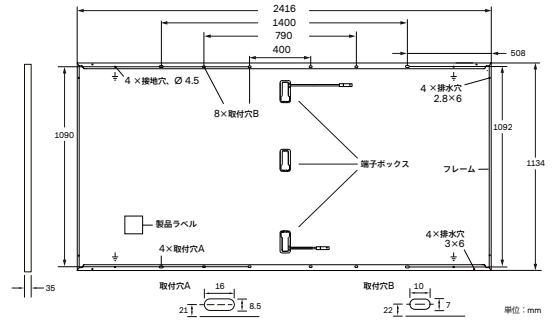 2416
1400
790
400
508
4 ×接地穴、Ø 4.5
8×取付穴B
4 ×排水穴
2.8×6
1090
1092
1134
端子ボックス
フレーム
製品ラベル
4×取付穴A
4×排水穴
3×6
35
取付穴A
16
8.5
21
取付穴B
10
7
22
単位：mm